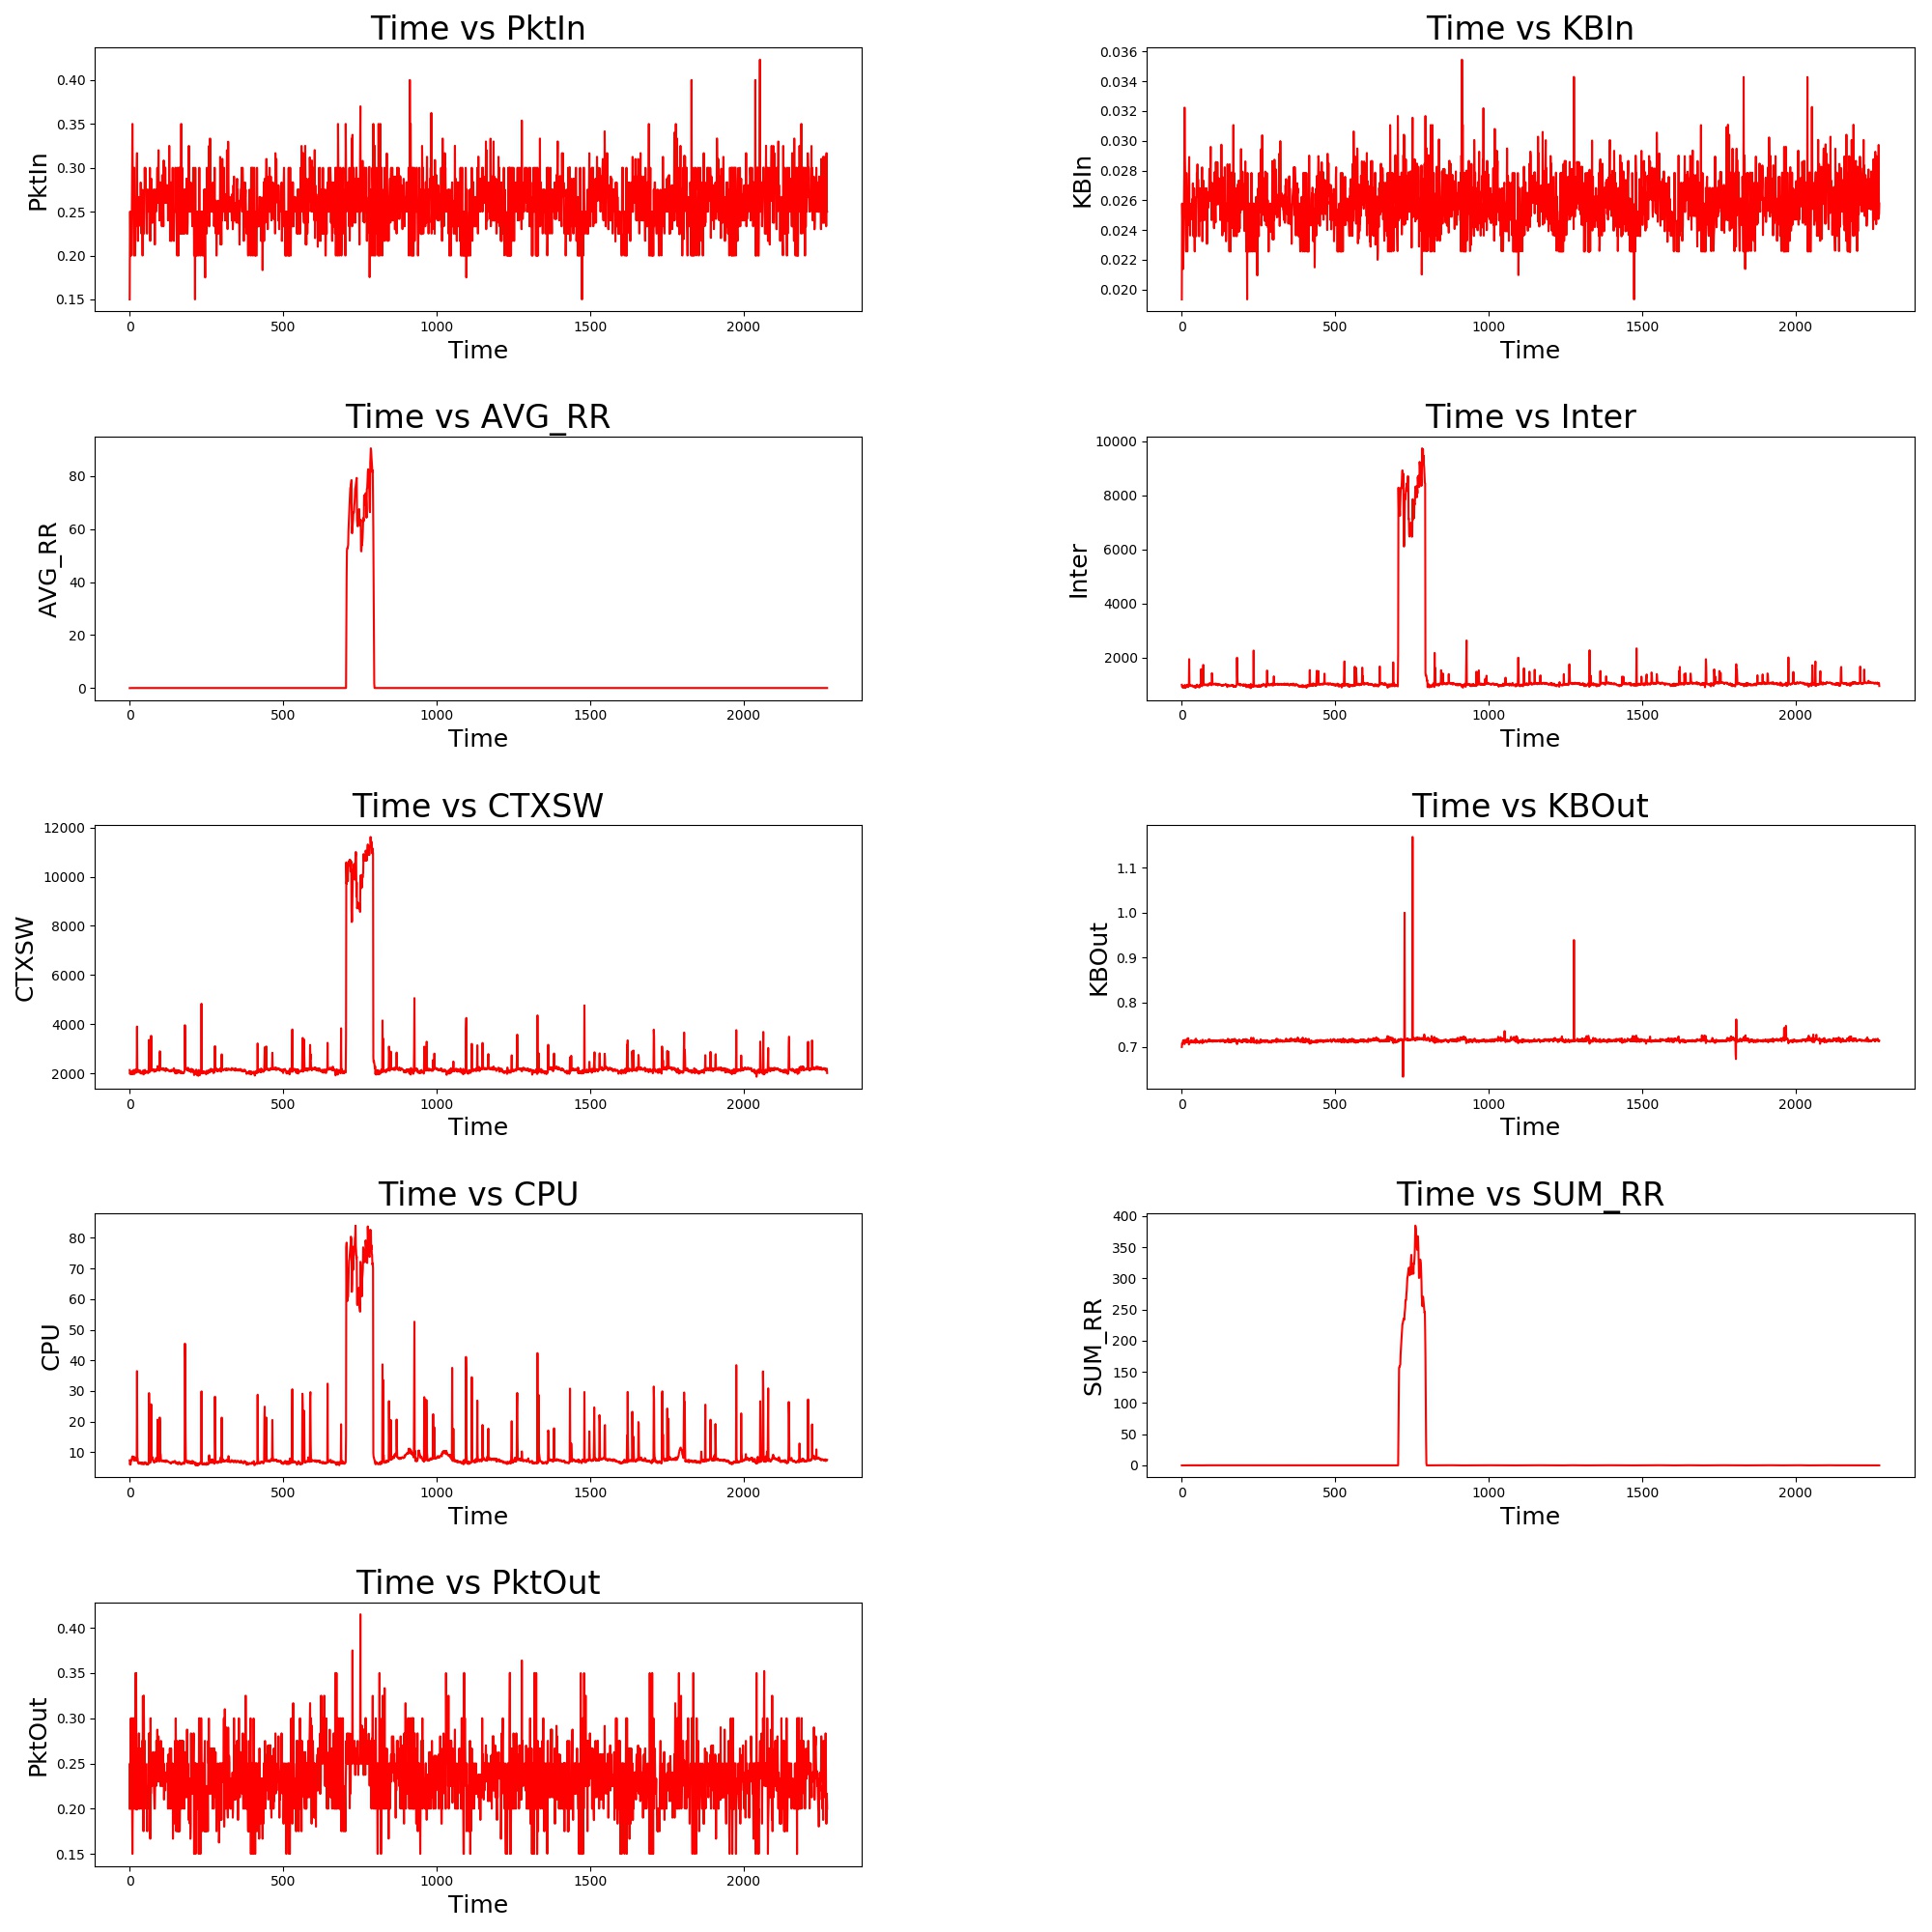 Time vs PktIn
PktIn
0.40
0.35
0.30
0.25
0.20
0.15
0 500 1000 1500 2000
Time
Time vs KBIn
KBIn
0.036
0.034
0.032
0.030
0.028
0.026
0.024
0.022
0.020
0 500 1000 1500 2000
Time
Time vs AVG_RR
AVG_RR
80
60
40
20
0
0 500 1000 1500 2000
Time
Time vs Inter
Inter
10000
8000
6000
4000
2000
0 500 1000 1500 2000
Time
Time vs CTXSW
CTXSW
12000
10000
8000
6000
4000
2000
0 500 1000 1500 2000
Time
Time vs KBOut
KBOut
1.1
1.0
0.9
0.8
0.7
0 500 1000 1500 2000
Time
Time vs CPU
CPU
80
70
60
50
40
30
20
10
0 500 1000 1500 2000
Time
Time vs SUM_RR
SUM_RR
400
350
300
250
200
150
100
50
0
0 500 1000 1500 2000
Time
Time vs PktOut
PktOut
0.40
0.35
0.30
0.25
0.20
0.15
0 500 1000 1500 2000
Time